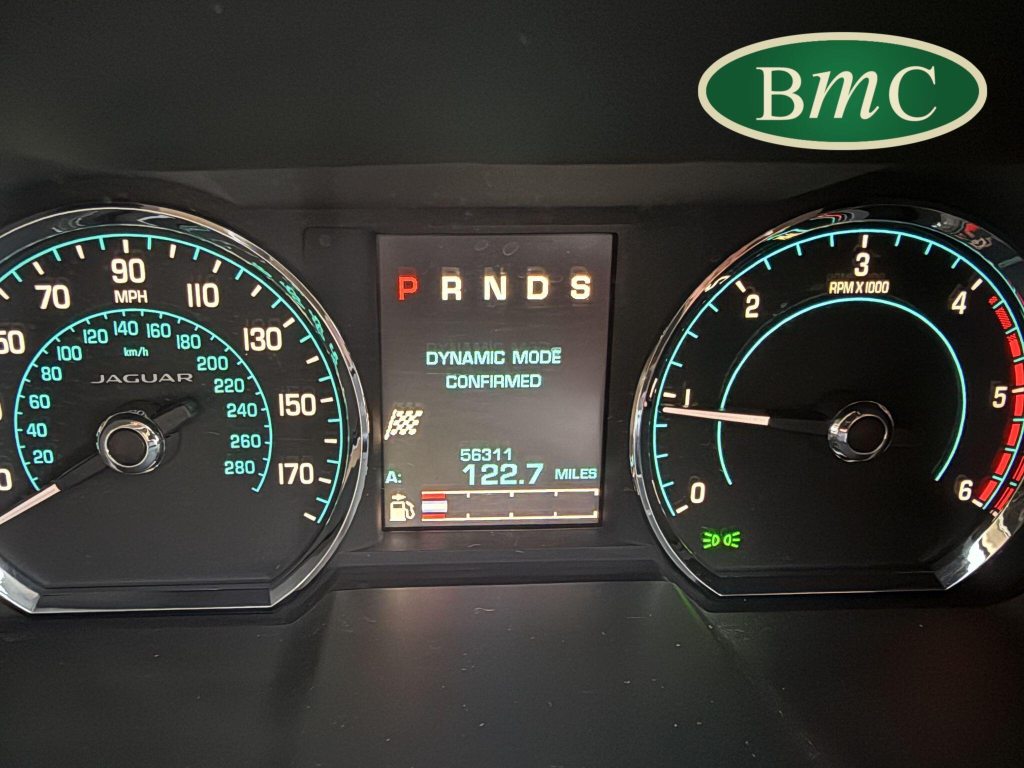 BmC
P R N D S
DYNAMIC MODE
CONFIRMED
56311
A: 122.7 MILES
70 90 110 130 150 170
MPH
20 40 60 80 100 120 140 160 180 200 220 240 260 280
km/h
JAGUAR
0 1 2 3 4 5 6
RPM X 1000